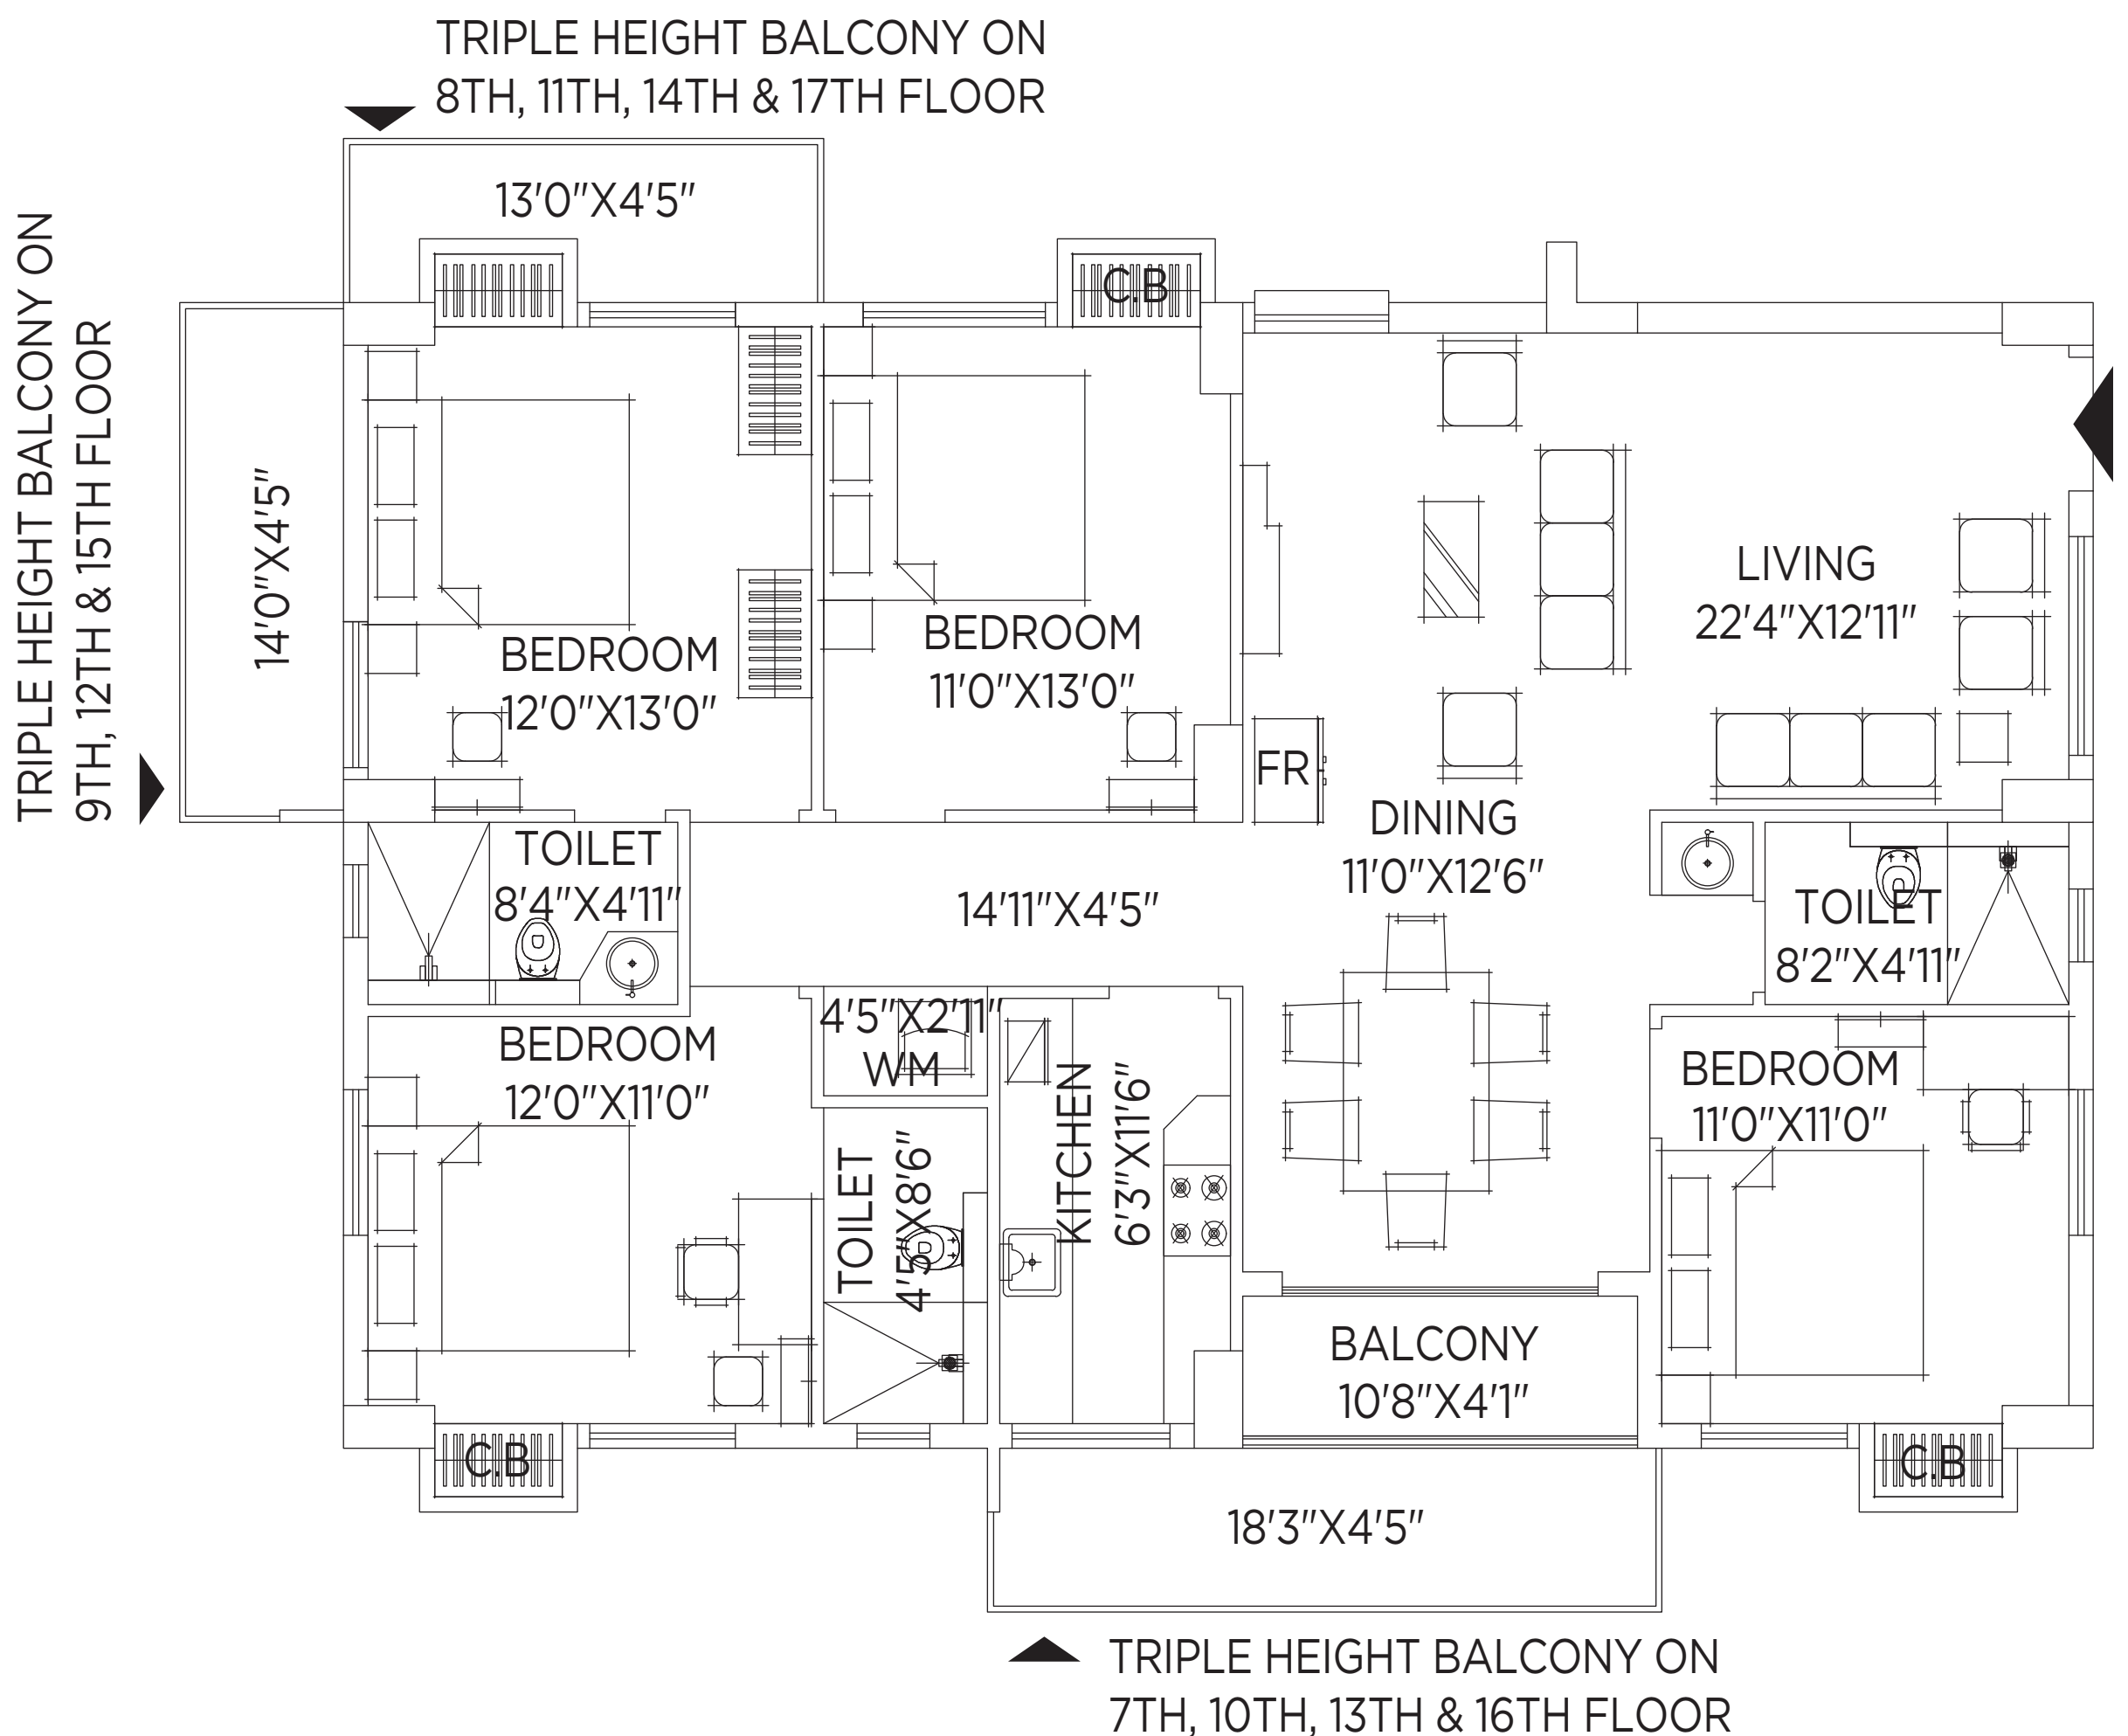 TRIPLE HEIGHT BALCONY ON
8TH, 11TH, 14TH & 17TH FLOOR
13'0"X4'5"
TRIPLE HEIGHT BALCONY ON
9TH, 12TH & 15TH FLOOR
14'0"X4'5"
C.B
BEDROOM
12'0"X13'0"
BEDROOM
11'0"X13'0"
LIVING
22'4"X12'11"
FR
DINING
11'0"X12'6"
TOILET
8'4"X4'11"
14'11"X4'5"
TOILET
8'2"X4'11"
BEDROOM
12'0"X11'0"
4'5"X2'11"
WM
TOILET
4'5"X8'6"
KITCHEN
6'3"X11'6"
BEDROOM
11'0"X11'0"
BALCONY
10'8"X4'1"
C.B
C.B
18'3"X4'5"
TRIPLE HEIGHT BALCONY ON
7TH, 10TH, 13TH & 16TH FLOOR